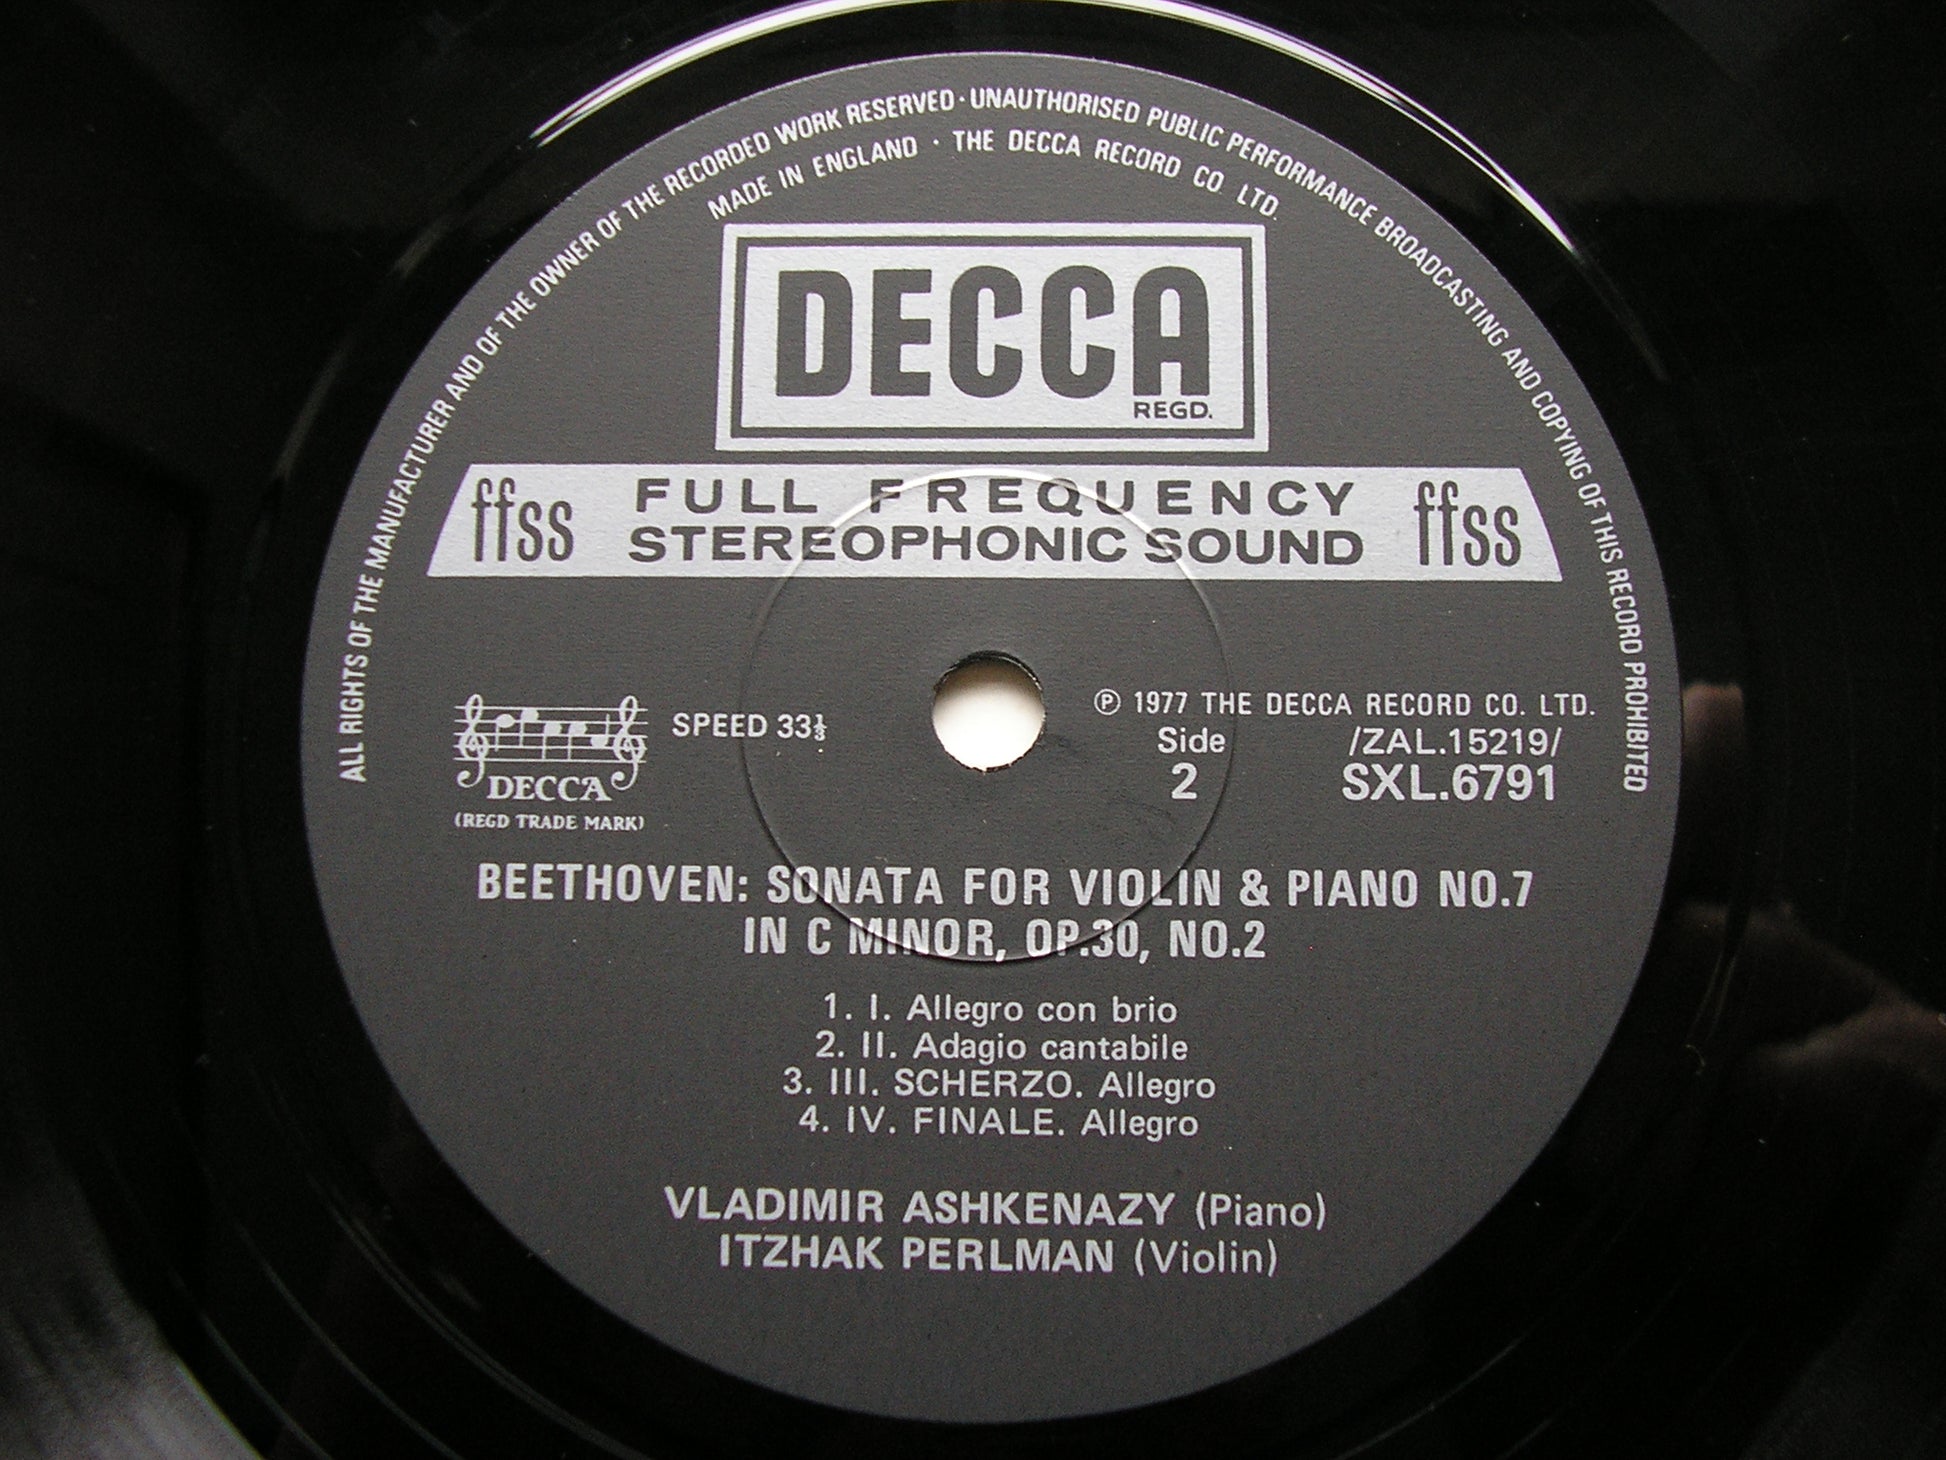 ALL RIGHTS OF THE MANUFACTURER AND OF THE OWNER OF THE RECORDED WORK RESERVED · UNAUTHORISED PUBLIC PERFORMANCE BROADCASTING AND COPYING OF THIS RECORD PROHIBITED
MADE IN ENGLAND · THE DECCA RECORD CO LTD.
DECCA
REGD.
ffss FULL FREQUENCY STEREOPHONIC SOUND ffss
DECCA
(REGD TRADE MARK)
SPEED 33⅓
℗ 1977 THE DECCA RECORD CO. LTD.
Side /ZAL.15219/
2 SXL.6791
BEETHOVEN: SONATA FOR VIOLIN & PIANO NO.7
IN C MINOR, OP.30, NO.2
1. I. Allegro con brio
2. II. Adagio cantabile
3. III. SCHERZO. Allegro
4. IV. FINALE. Allegro
VLADIMIR ASHKENAZY (Piano)
ITZHAK PERLMAN (Violin)